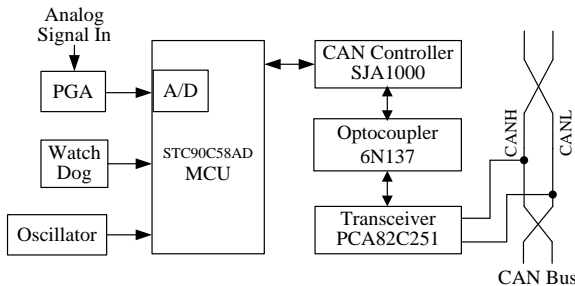 Analog
Signal In
PGA
A/D
Watch
Dog
Oscillator
STC90C58AD
MCU
CAN Controller
SJA1000
Optocoupler
6N137
Transceiver
PCA82C251
CANH
CANL
CAN Bus